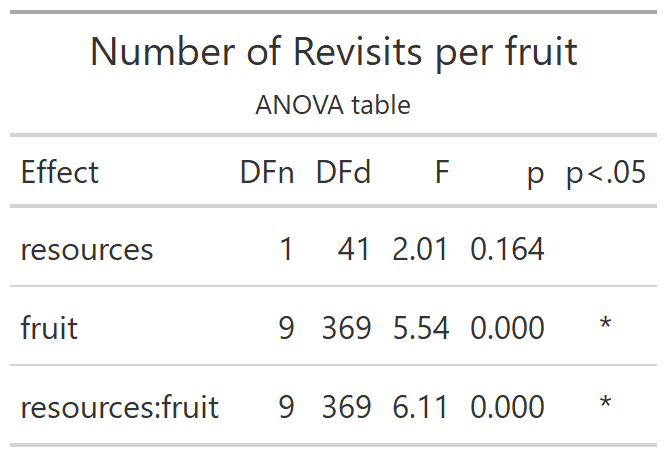 Number of Revisits per fruit
ANOVA table
Effect DFn DFd F p p<.05
resources 1 41 2.01 0.164
fruit 9 369 5.54 0.000 *
resources:fruit 9 369 6.11 0.000 *